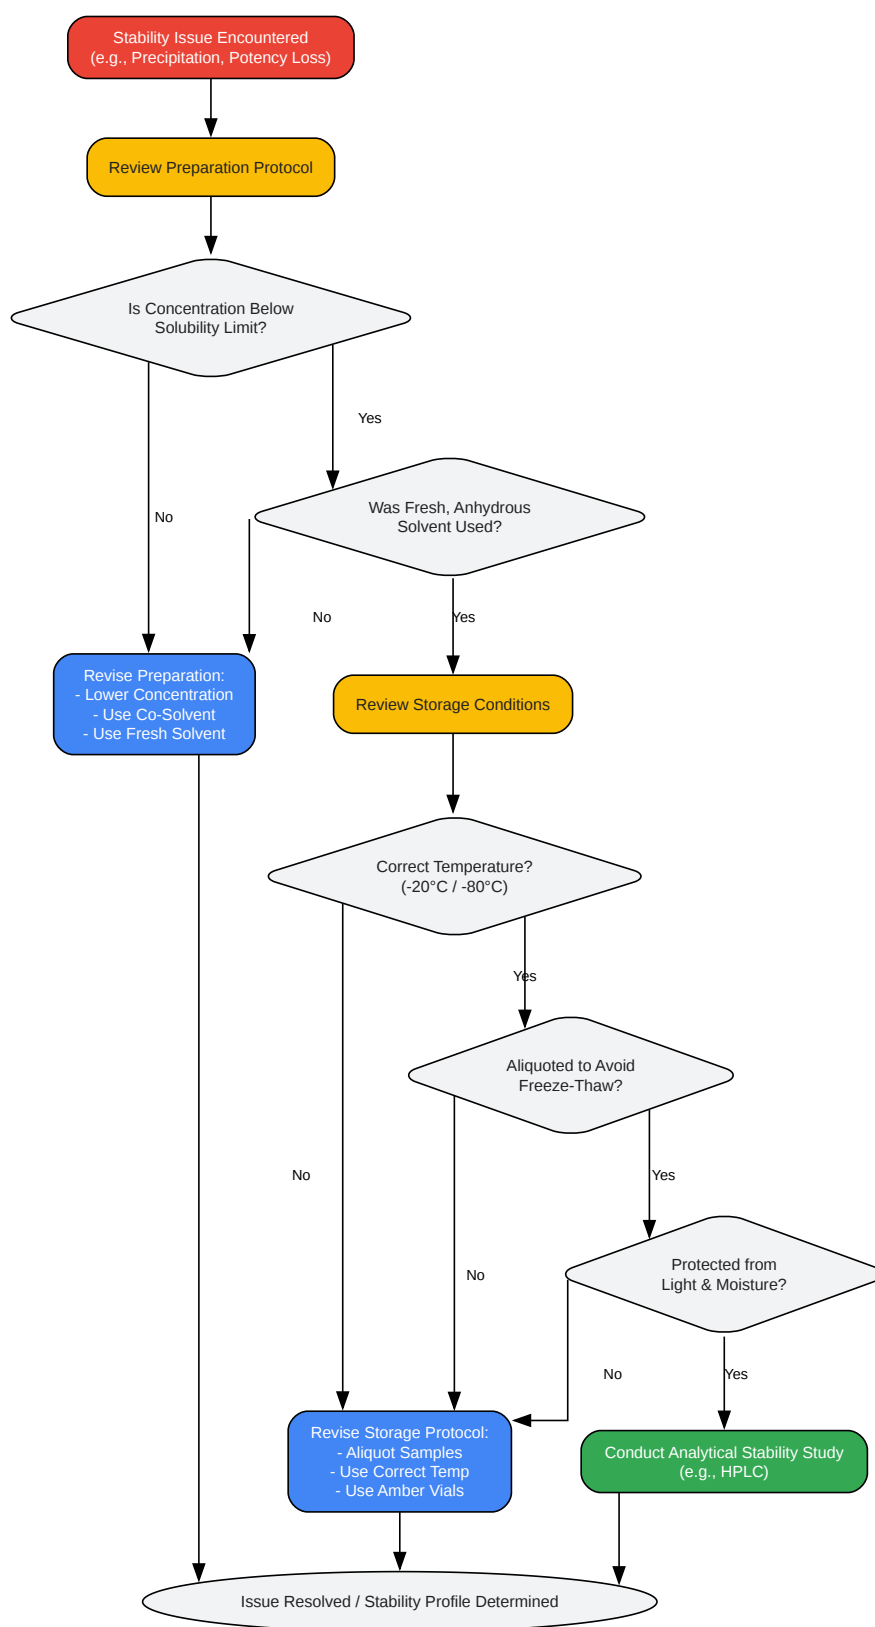 Stability Issue Encountered
(e.g., Precipitation, Potency Loss)
Review Preparation Protocol
Is Concentration Below
Solubility Limit?
Yes
No
Was Fresh, Anhydrous
Solvent Used?
No
Yes
Revise Preparation:
- Lower Concentration
- Use Co-Solvent
- Use Fresh Solvent
Review Storage Conditions
Correct Temperature?
(-20°C / -80°C)
Yes
Aliquoted to Avoid
Freeze-Thaw?
No
Yes
Protected from
Light & Moisture?
No
No
Yes
Revise Storage Protocol:
- Aliquot Samples
- Use Correct Temp
- Use Amber Vials
Conduct Analytical Stability Study
(e.g., HPLC)
Issue Resolved / Stability Profile Determined